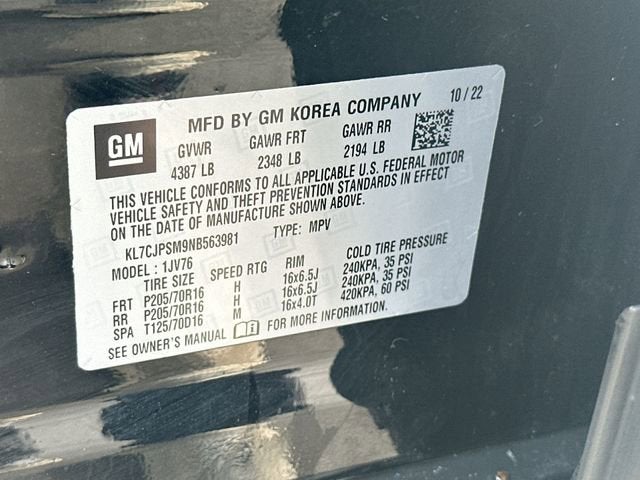 MFD BY GM KOREA COMPANY 10 / 22
GM
GVWR GAWR FRT GAWR RR
4387 LB 2348 LB 2194 LB
THIS VEHICLE CONFORMS TO ALL APPLICABLE U.S. FEDERAL MOTOR
VEHICLE SAFETY AND THEFT PREVENTION STANDARDS IN EFFECT
ON THE DATE OF MANUFACTURE SHOWN ABOVE.
KL7CJPSM9NB563981 TYPE: MPV
MODEL : 1JV76
TIRE SIZE SPEED RTG RIM COLD TIRE PRESSURE
FRT P205/70R16 H 16x6.5J 240KPA, 35 PSI
RR P205/70R16 H 16x6.5J 240KPA, 35 PSI
SPA T125/70D16 M 16x4.0T 420KPA, 60 PSI
SEE OWNER'S MANUAL FOR MORE INFORMATION.